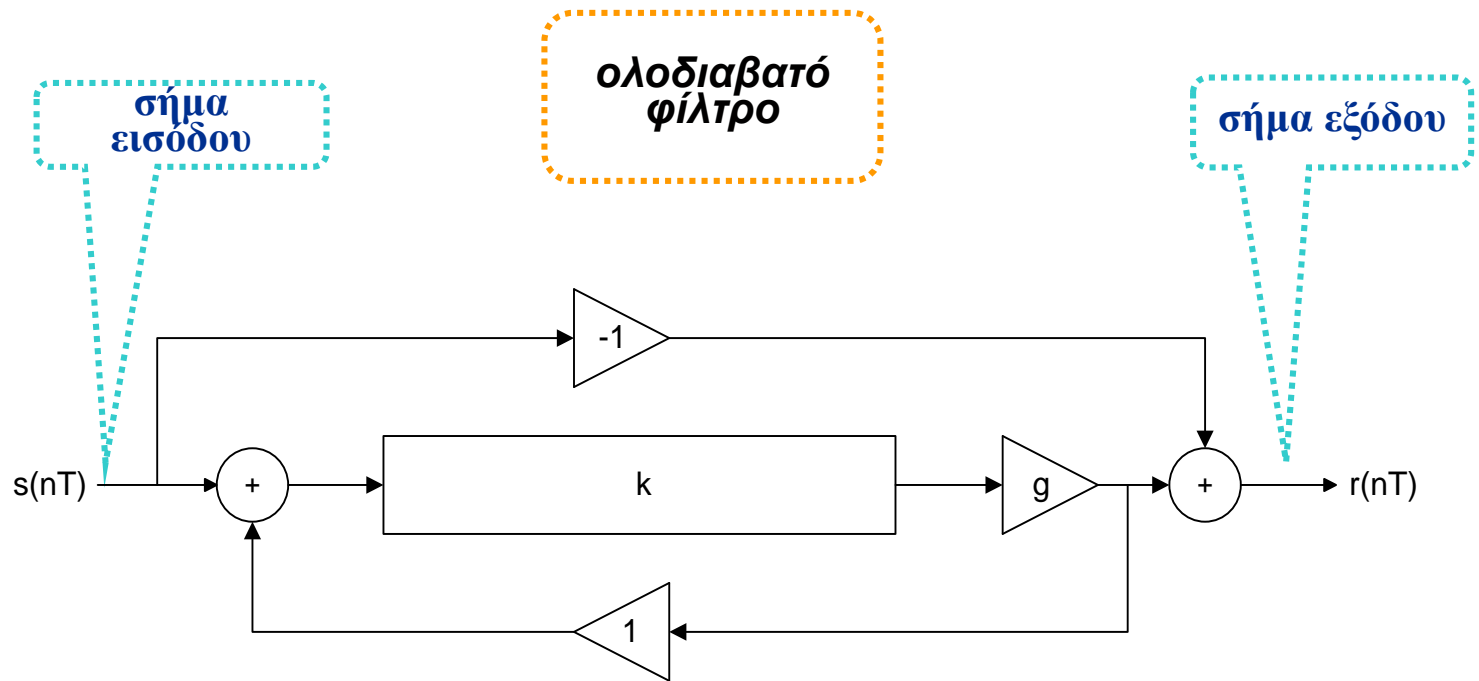 ολοδιαβατό
φίλτρο
σήμα
εισόδου
σήμα εξόδου
-1
s(nT)
+
k
g
+
r(nT)
1